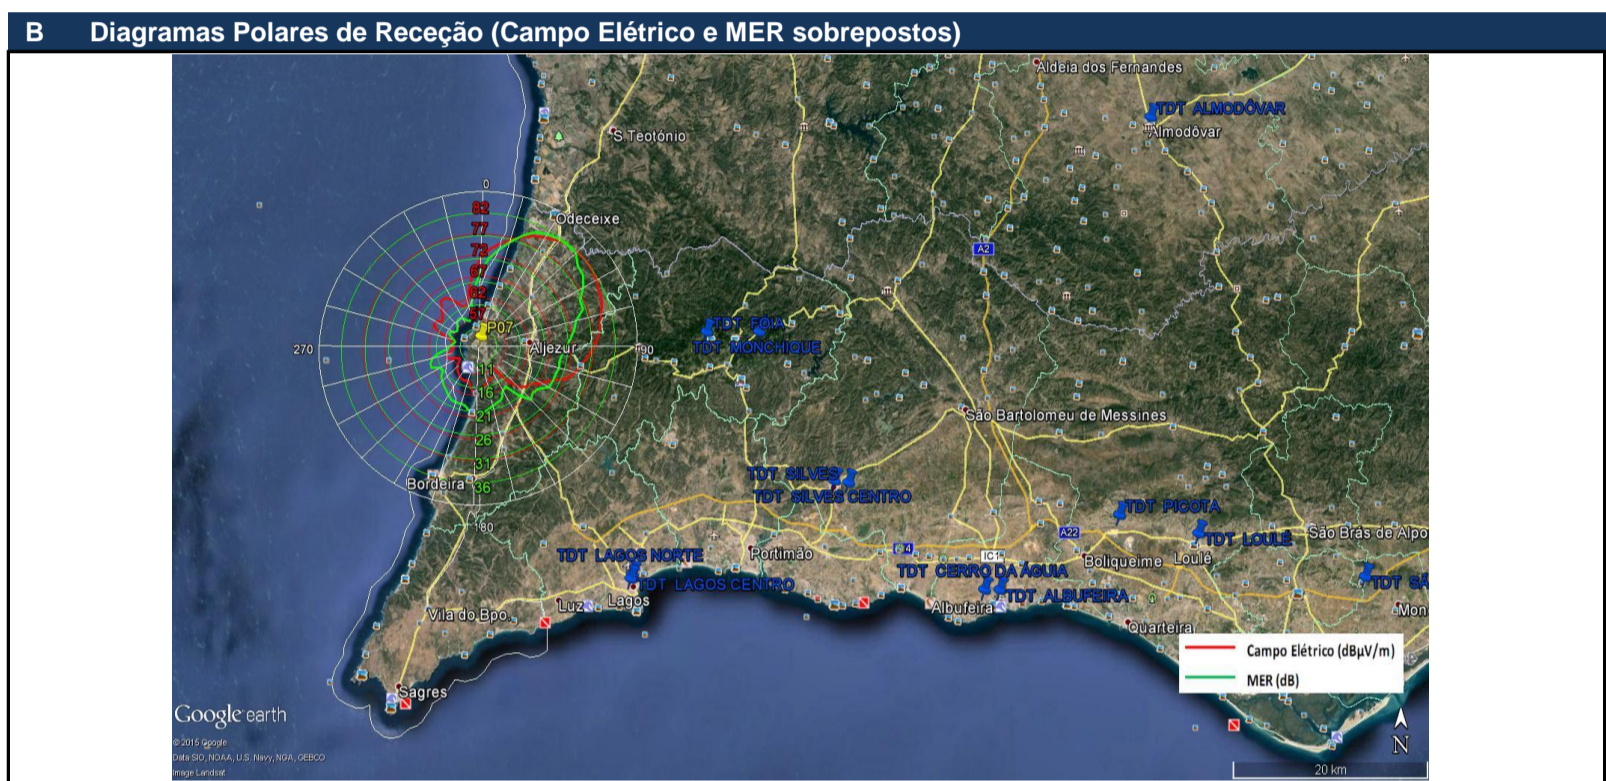 B Diagramas Polares de Receção (Campo Elétrico e MER sobrepostos)
Aldeia dos Fernandes
TDT ALMODÔVAR
Almodôvar
S.Teotónio
0
82
Odeceixe
77
72
A2
67
62
57
P07
TDT FÓIA
270
Aljezur
90
TDT MONCHIQUE
11
16
21
São Bartolomeu de Messines
26
31
Bordeira
36
TDT SILVES
TDT SILVES CENTRO
180
TDT PICOTA
A22
TDT LOULÉ
São Brás de Alpo
TDT LAGOS NORTE
Portimão
IC1
Boliqueime
Loulé
TDT CERRO DA ÁGUIA
TDT LAGOS CENTRO
TDT SÃ
Vila do Bpo.
Luz
Lagos
Albufeira
TDT ALBUFEIRA
Mon
Quarteira
Campo Elétrico (dBµV/m)
MER (dB)
Sagres
Google earth
© 2015 Google
Data SIO, NOAA, U.S. Navy, NGA, GEBCO
Image Landsat
N
20 km